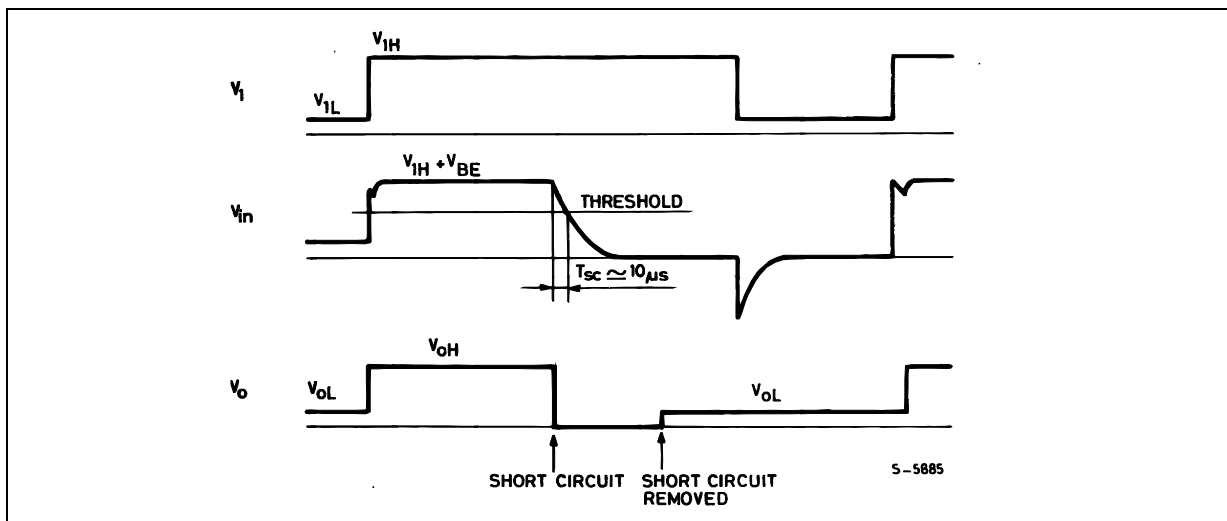 V1H
V1
V1L
V1H + VBE
THRESHOLD
Vin
TSC ≃ 10µs
VOH
VO
VOL
VOL
SHORT CIRCUIT
SHORT CIRCUIT
REMOVED
S-5885